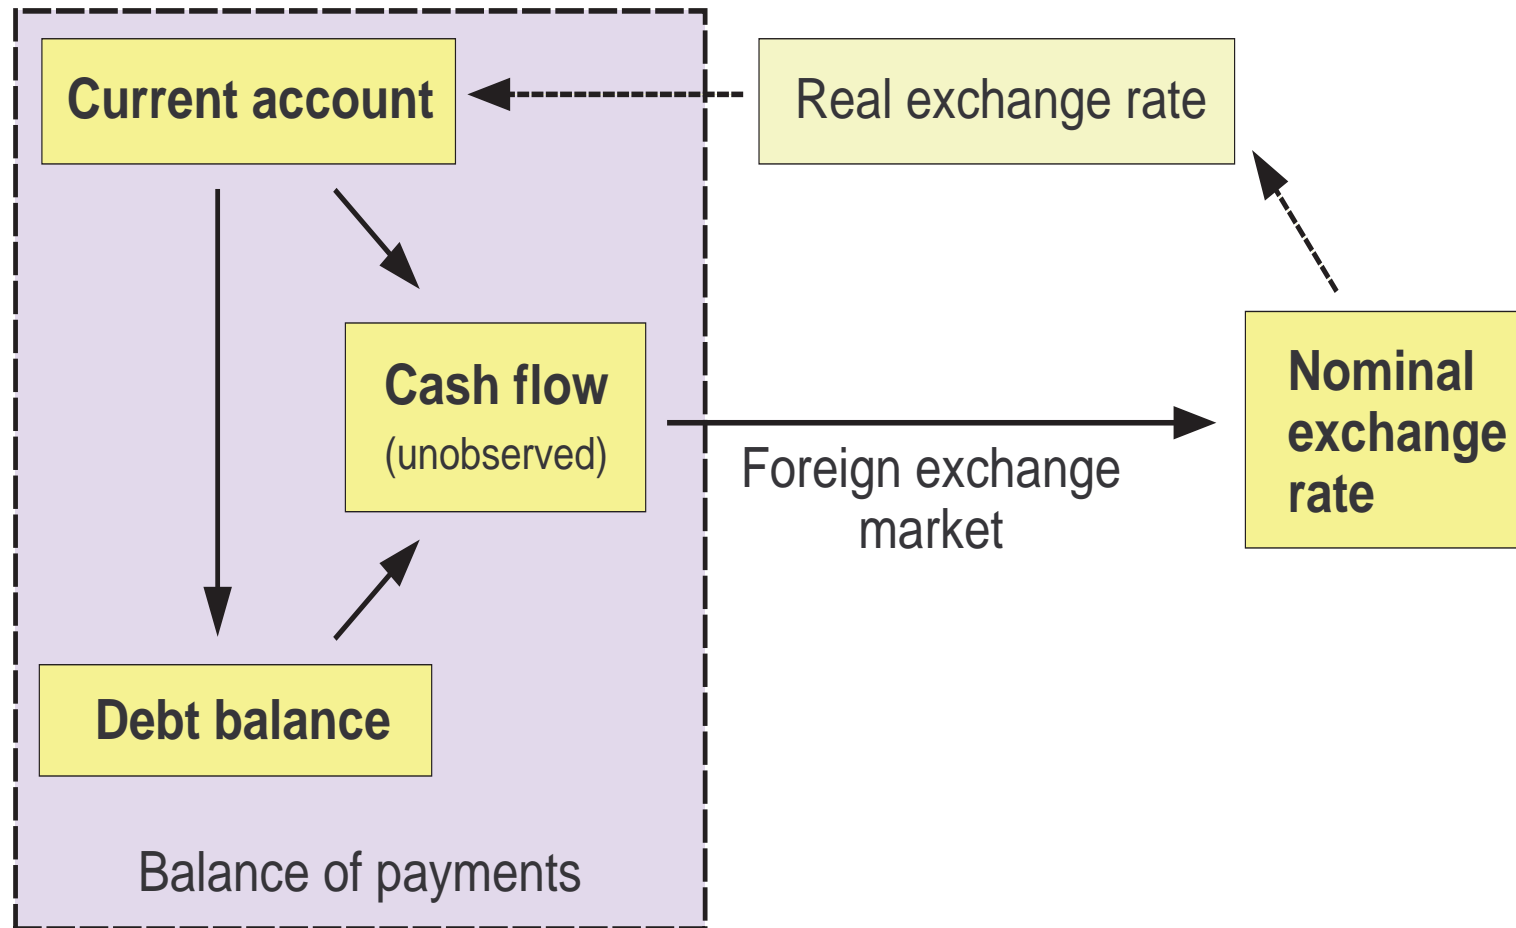 Current account
Real exchange rate
Cash flow
(unobserved)
Foreign exchange
market
Nominal
exchange
rate
Debt balance
Balance of payments